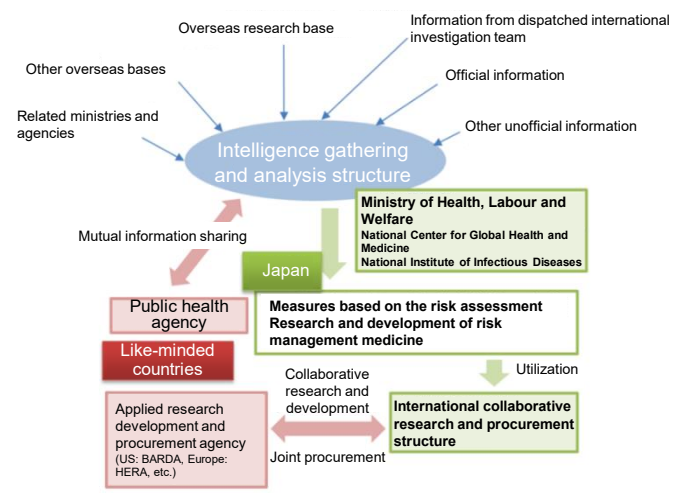 Overseas research base
Information from dispatched international
investigation team
Other overseas bases
Official information
Related ministries and
agencies
Other unofficial information
Intelligence gathering
and analysis structure
Ministry of Health, Labour and
Welfare
National Center for Global Health and
Medicine
National Institute of Infectious Diseases
Mutual information sharing
Japan
Public health
agency
Measures based on the risk assessment
Research and development of risk
management medicine
Like-minded
countries
Utilization
Collaborative
research and
development
Applied research
development and
procurement agency
(US: BARDA, Europe:
HERA, etc.)
International collaborative
research and procurement
structure
Joint procurement